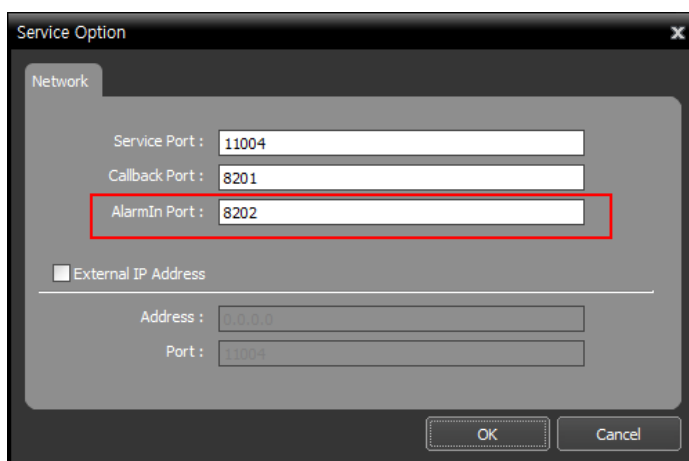 Service Option x
Network
Service Port : 11004
Callback Port : 8201
AlarmIn Port : 8202
External IP Address
Address : 0.0.0.0
Port : 11004
OK Cancel